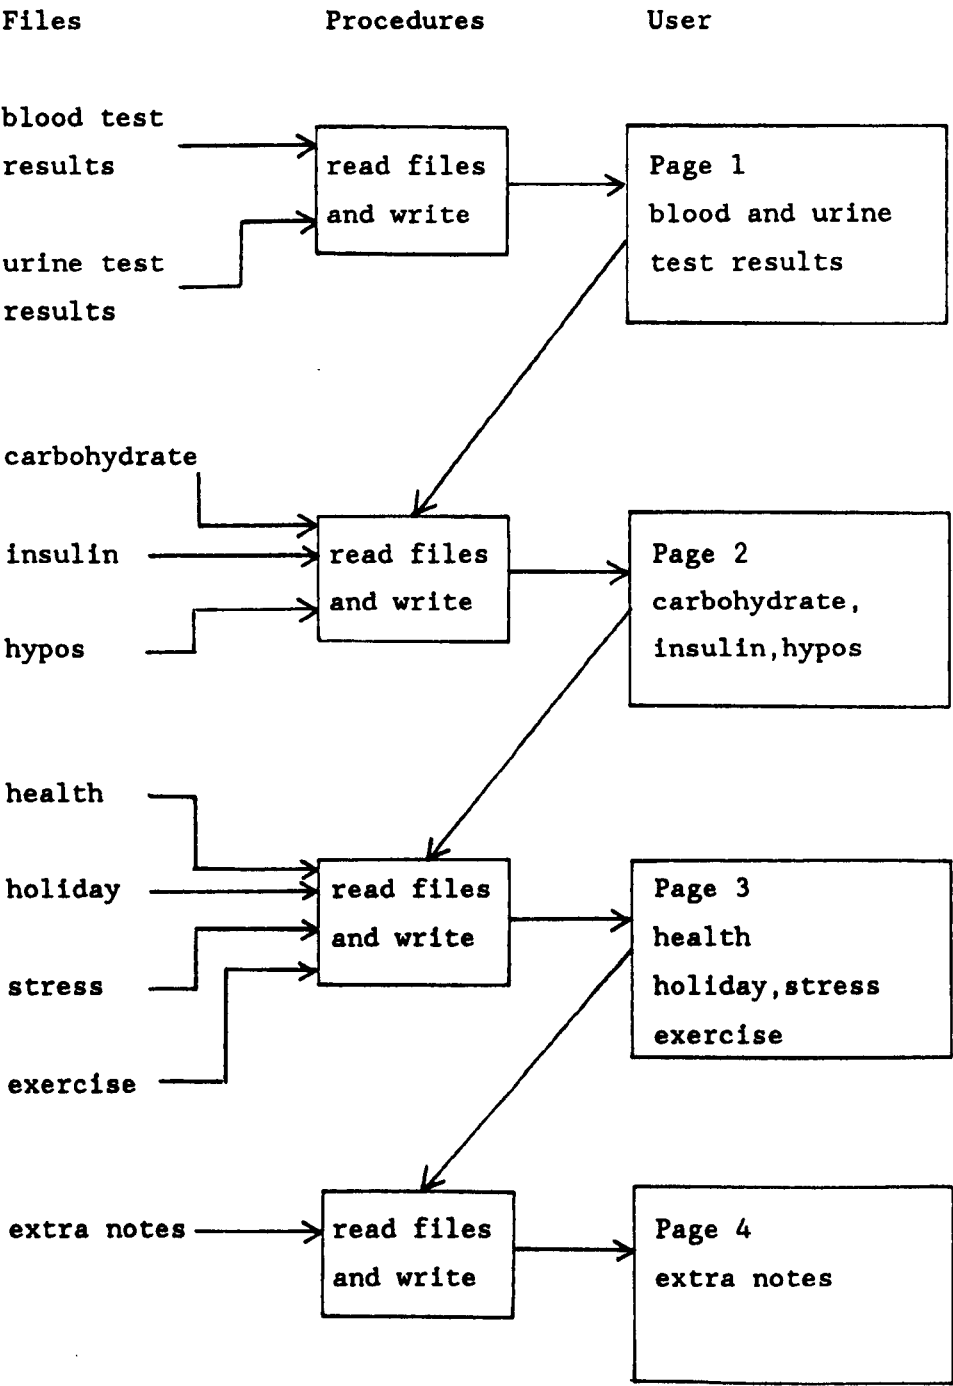 Files Procedures User
blood test
results
urine test
results
read files
and write
Page 1
blood and urine
test results
carbohydrate
insulin
hypos
read files
and write
Page 2
carbohydrate,
insulin,hypos
health
holiday
stress
exercise
read files
and write
Page 3
health
holiday,stress
exercise
extra notes
read files
and write
Page 4
extra notes